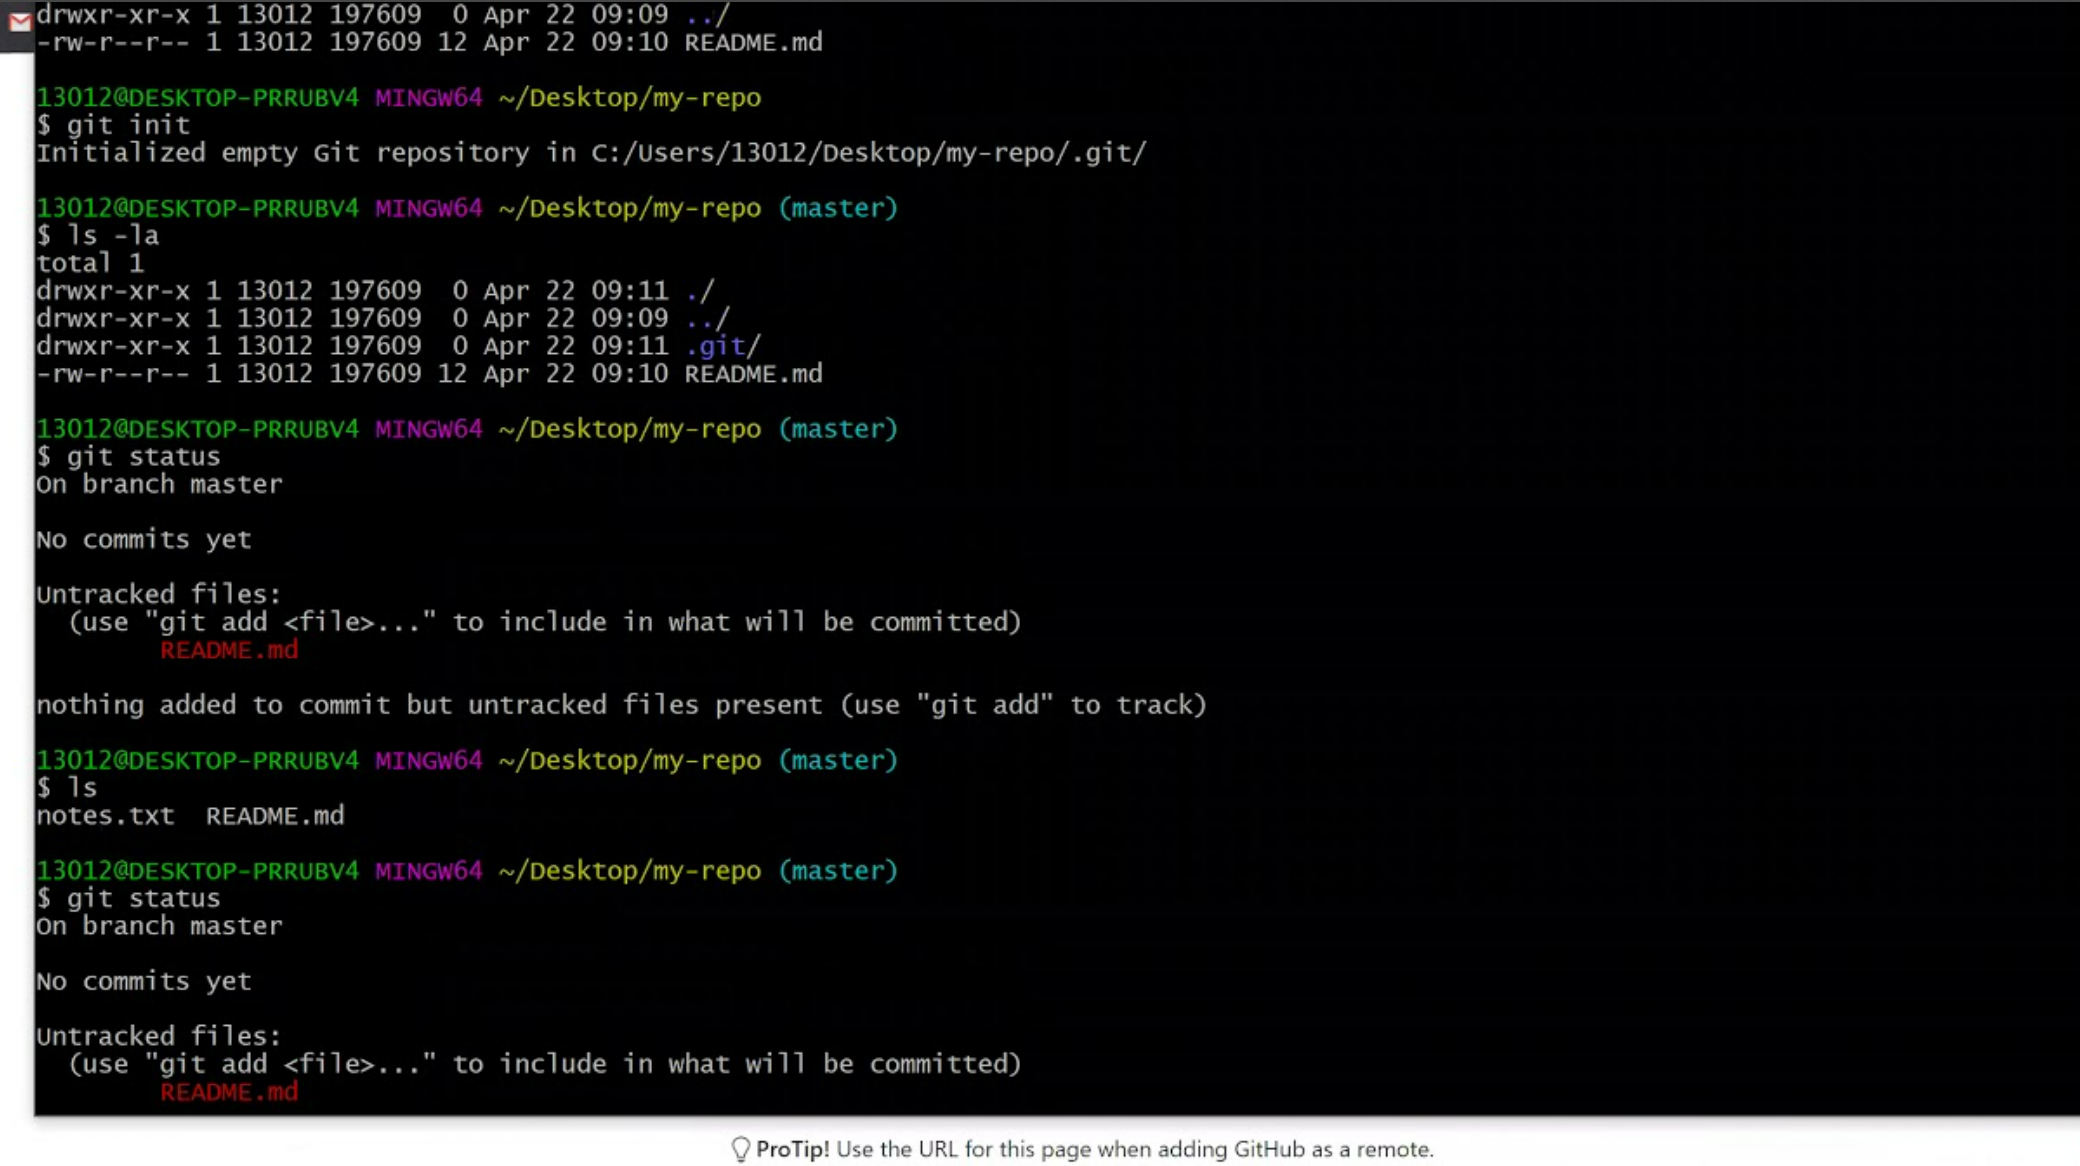 drwxr-xr-x 1 13012 197609  0 Apr 22 09:09 ../
-rw-r--r-- 1 13012 197609 12 Apr 22 09:10 README.md
13012@DESKTOP-PRRUBV4 MINGW64 ~/Desktop/my-repo
$ git init
Initialized empty Git repository in C:/Users/13012/Desktop/my-repo/.git/
13012@DESKTOP-PRRUBV4 MINGW64 ~/Desktop/my-repo (master)
$ ls -la
total 1
drwxr-xr-x 1 13012 197609  0 Apr 22 09:11 ./
drwxr-xr-x 1 13012 197609  0 Apr 22 09:09 ../
drwxr-xr-x 1 13012 197609  0 Apr 22 09:11 .git/
-rw-r--r-- 1 13012 197609 12 Apr 22 09:10 README.md
13012@DESKTOP-PRRUBV4 MINGW64 ~/Desktop/my-repo (master)
$ git status
On branch master
No commits yet
Untracked files:
  (use "git add <file>..." to include in what will be committed)
        README.md
nothing added to commit but untracked files present (use "git add" to track)
13012@DESKTOP-PRRUBV4 MINGW64 ~/Desktop/my-repo (master)
$ ls
notes.txt  README.md
13012@DESKTOP-PRRUBV4 MINGW64 ~/Desktop/my-repo (master)
$ git status
On branch master
No commits yet
Untracked files:
  (use "git add <file>..." to include in what will be committed)
        README.md
ProTip! Use the URL for this page when adding GitHub as a remote.